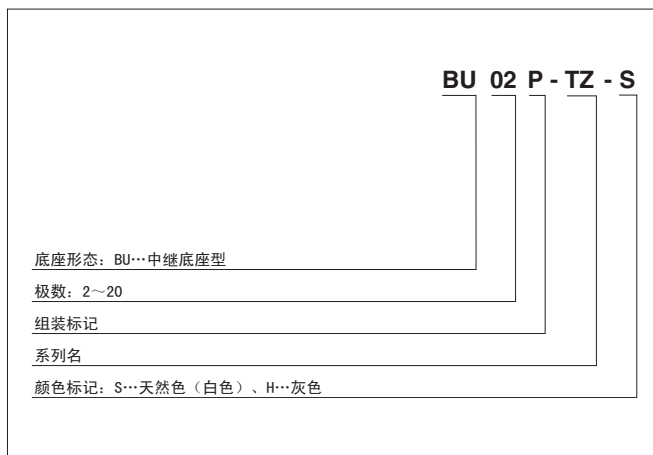 BU 02 P - TZ - S
底座形态：BU…中继底座型
极数：2～20
组装标记
系列名
颜色标记：S…天然色（白色）、H…灰色